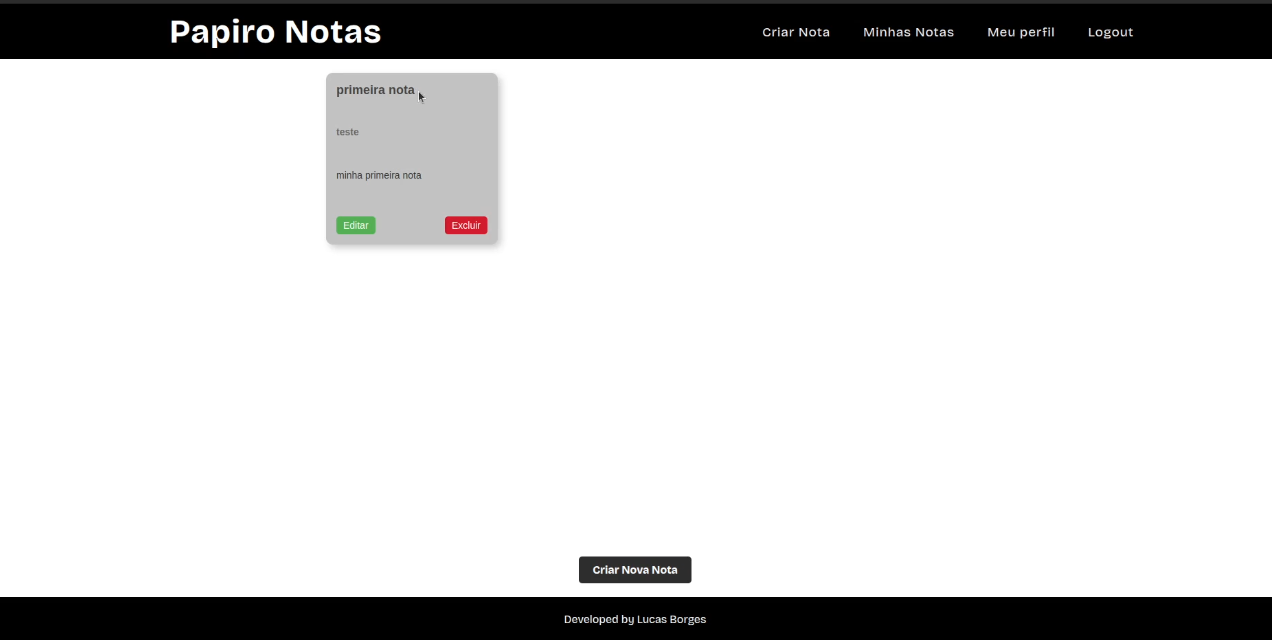 Papiro Notas
Criar Nota
Minhas Notas
Meu perfil
Logout
primeira nota
teste
minha primeira nota
Editar
Excluir
Criar Nova Nota
Developed by Lucas Borges